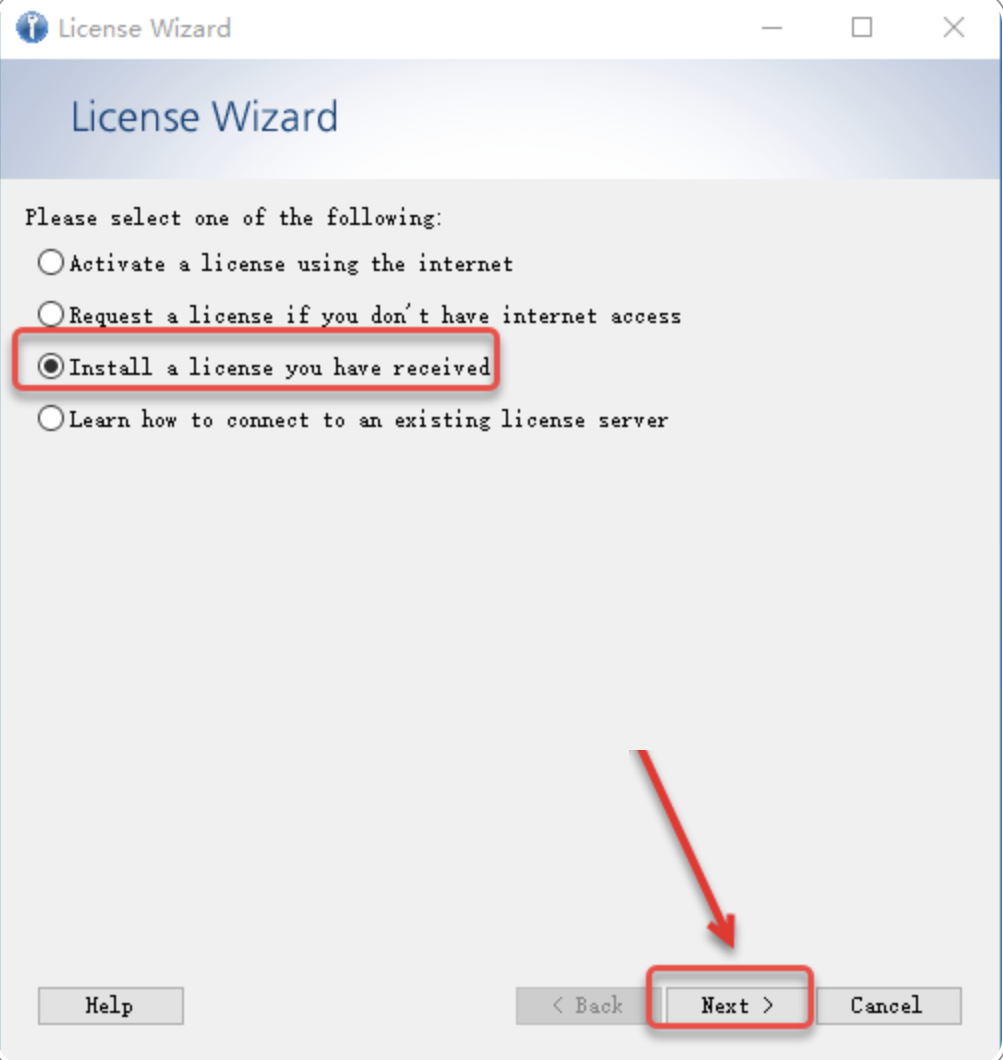 License Wizard
License Wizard
Please select one of the following:
Activate a license using the internet
Request a license if you don't have internet access
Install a license you have received
Learn how to connect to an existing license server
Help
< Back
Next >
Cancel